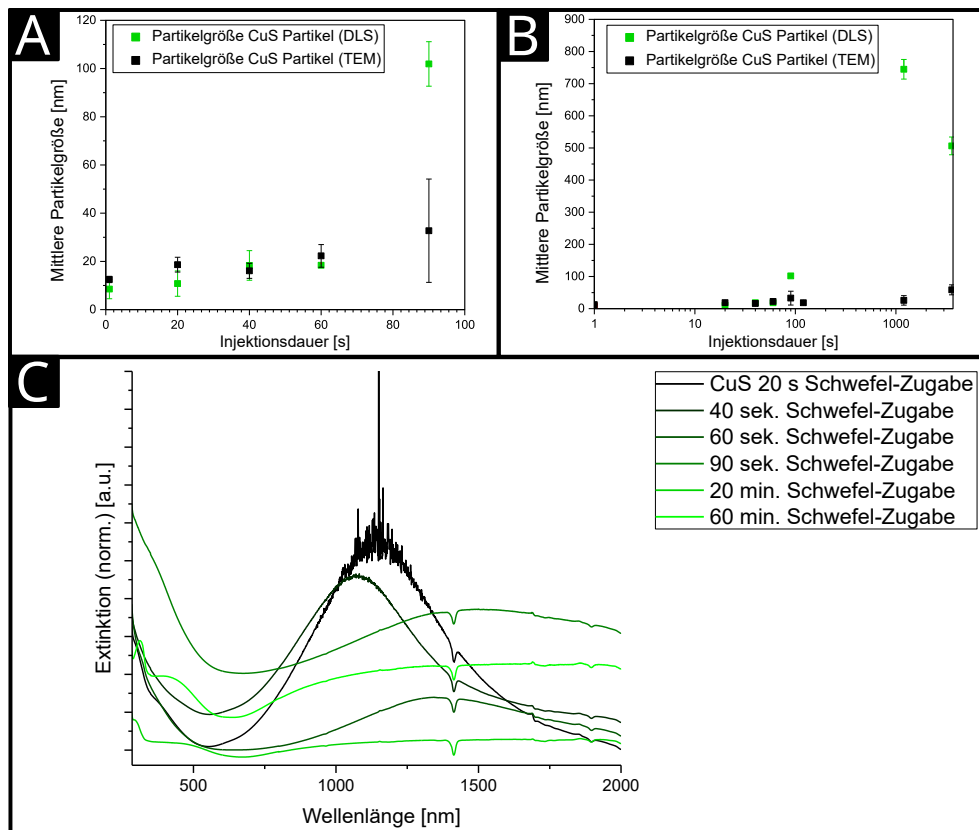 A
Partikelgröße CuS Partikel (DLS)
Partikelgröße CuS Partikel (TEM)
Mittlere Partikelgröße [nm]
120
100
80
60
40
20
0
0
20
40
60
80
100
Injektionsdauer [s]
B
Partikelgröße CuS Partikel (DLS)
Partikelgröße CuS Partikel (TEM)
Mittlere Partikelgröße [nm]
900
800
700
600
500
400
300
200
100
0
1
10
100
1000
Injektionsdauer [s]
C
Extinktion (norm.) [a.u.]
500
1000
1500
2000
Wellenlänge [nm]
CuS 20 s Schwefel-Zugabe
40 sek. Schwefel-Zugabe
60 sek. Schwefel-Zugabe
90 sek. Schwefel-Zugabe
20 min. Schwefel-Zugabe
60 min. Schwefel-Zugabe